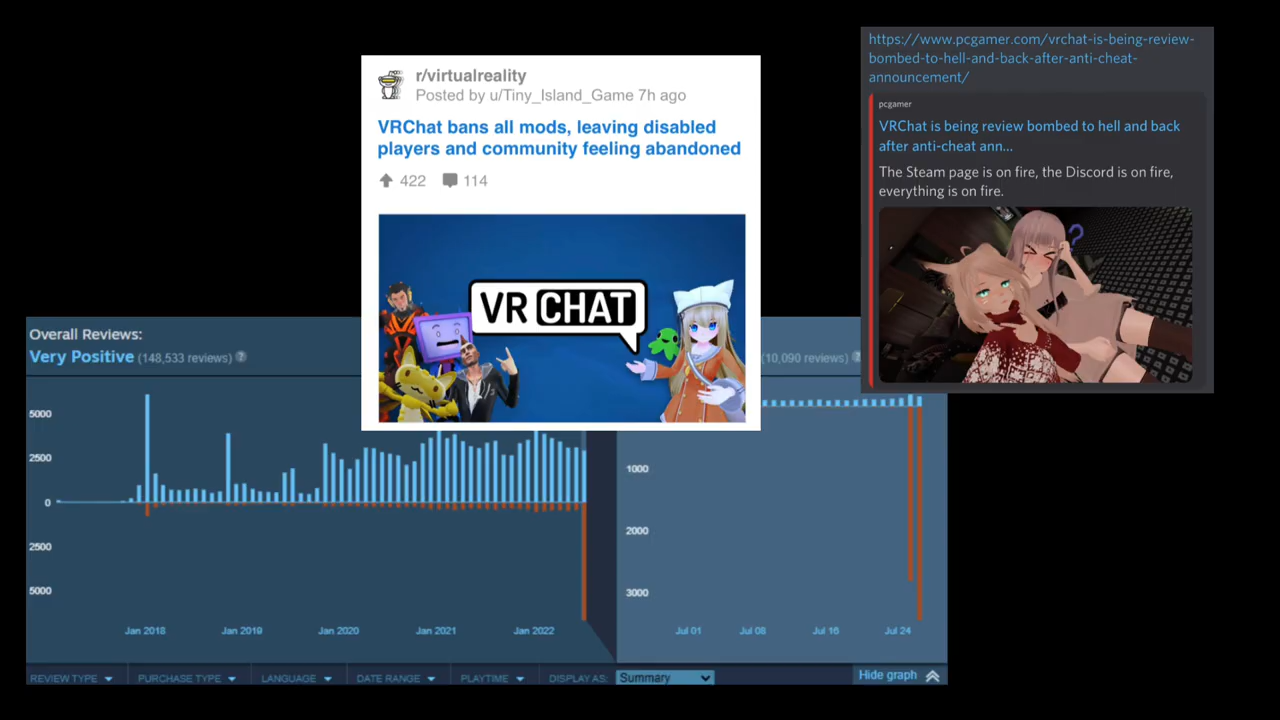 https://www.pcgamer.com/vrchat-is-being-review-
bombed-to-hell-and-back-after-anti-cheat-
announcement/
pcgamer
VRChat is being review bombed to hell and back
after anti-cheat ann...
The Steam page is on fire, the Discord is on fire,
everything is on fire.
r/virtualreality
Posted by u/Tiny_Island_Game 7h ago
VRChat bans all mods, leaving disabled
players and community feeling abandoned
422 114
VR CHAT
Overall Reviews:
Very Positive (148,533 reviews) ?
5000
2500
0
2500
5000
Jan 2018 Jan 2019 Jan 2020 Jan 2021 Jan 2022
(10,090 reviews)
1000
2000
3000
Jul 01 Jul 08 Jul 16 Jul 24
REVIEW TYPE PURCHASE TYPE LANGUAGE DATE RANGE PLAYTIME DISPLAY AS: Summary Hide graph